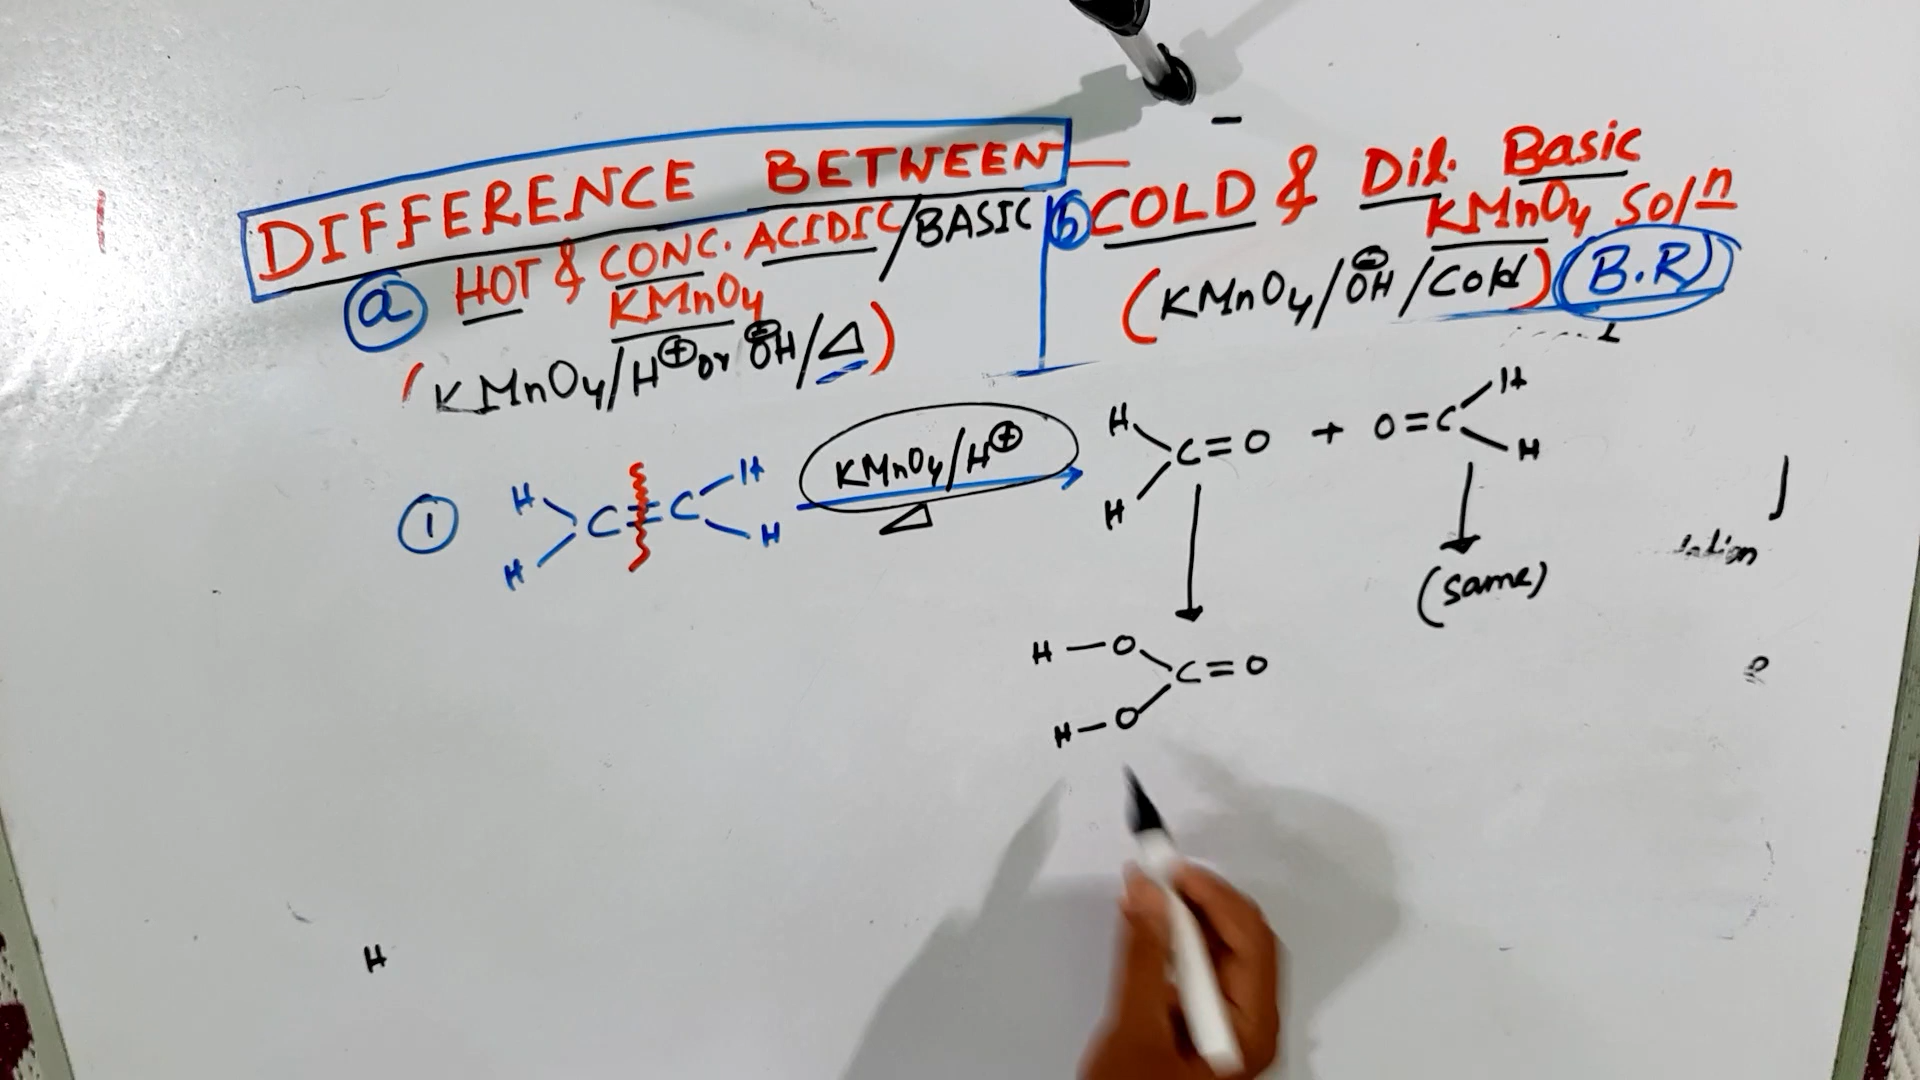 DIFFERENCE BETWEEN
ⓐ HOT & CONC. ACIDIC/BASIC
KMnO4
(KMnO4/H⊕ or ⊖OH/△)
ⓑ COLD & Dil. Basic
KMnO4 Soln
(KMnO4/⊖OH/Cold) (B.R)
① H H
C=C
H H
KMnO4/H⊕
△
H
C=O + O=C
H
H
H
(same)
H—O
C=O
H—O
H